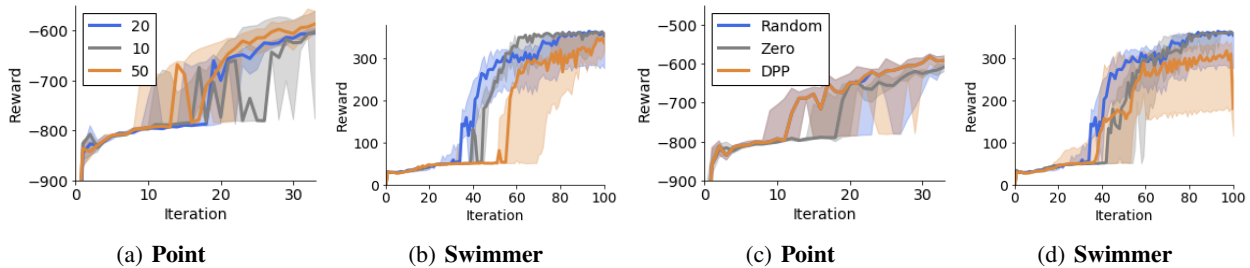 −600
−700
−800
−900
Reward
20
10
50
0
10
20
30
Iteration
(a) Point
300
200
100
0
Reward
0
20
40
60
80
100
Iteration
(b) Swimmer
−500
−600
−700
−800
−900
Reward
Random
Zero
DPP
0
10
20
30
Iteration
(c) Point
300
200
100
0
Reward
0
20
40
60
80
100
Iteration
(d) Swimmer